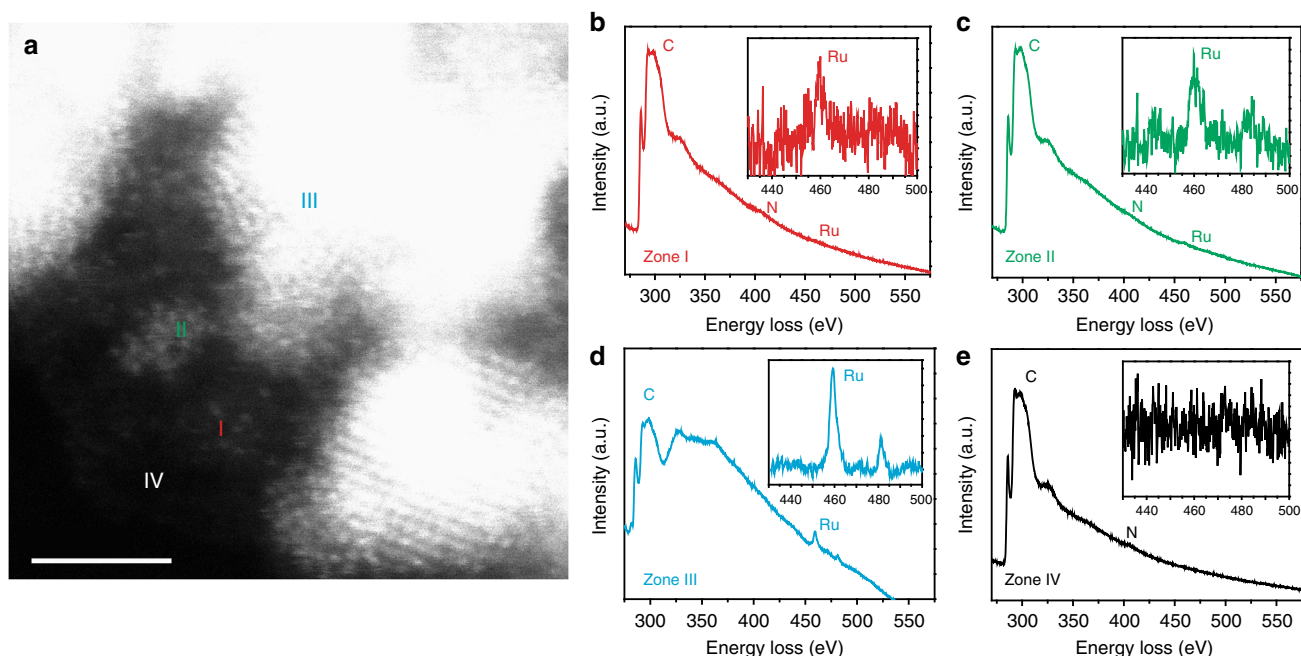 a
III
II
I
IV
b
C
Ru
430 440 460 480 500
N
Ru
Zone I
Intensity (a.u.)
300 350 400 450 500 550
Energy loss (eV)
c
C
Ru
440 460 480 500
N
Ru
Zone II
Intensity (a.u.)
300 350 400 450 500 550
Energy loss (eV)
d
C
Ru
430 440 460 480 500
Ru
Zone III
Intensity (a.u.)
300 350 400 450 500 550
Energy loss (eV)
e
C
440 460 480 500
N
Zone IV
Intensity (a.u.)
300 350 400 450 500 550
Energy loss (eV)